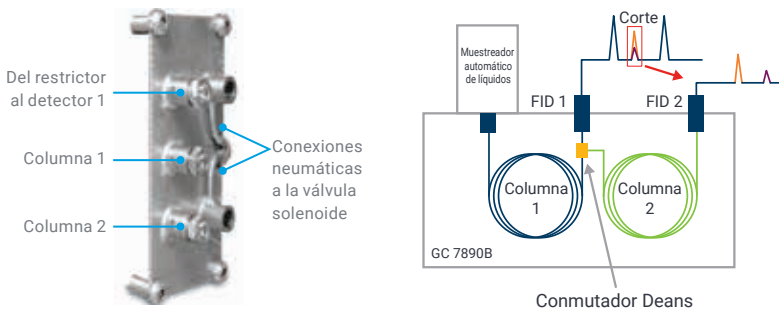 Del restrictor
al detector 1
Columna 1
Columna 2
Conexiones
neumáticas
a la válvula
solenoide
Corte
Muestreador
automático
de líquidos
FID 1
FID 2
Columna
1
Columna
2
GC 7890B
Conmutador Deans